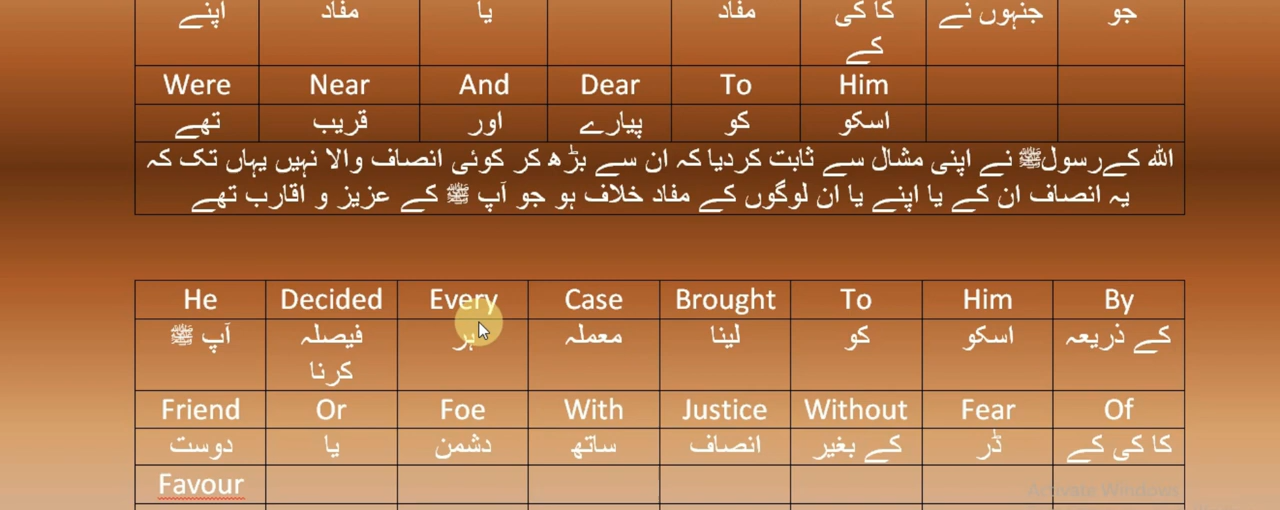 اپنے مفاد یا مفاد کا کی کے جنہوں نے جو
Were Near And Dear To Him
تھے قریب اور پیارے کو اسکو
اللہ کےرسولﷺ نے اپنی مثال سے ثابت کردیا کہ ان سے بڑھ کر کوئی انصاف والا نہیں یہاں تک کہ
یہ انصاف ان کے یا اپنے یا ان لوگوں کے مفاد خلاف ہو جو آپ ﷺ کے عزیز و اقارب تھے
He Decided Every Case Brought To Him By
آپ ﷺ فیصلہ کرنا ہر معملہ لینا کو اسکو کے ذریعہ
Friend Or Foe With Justice Without Fear Of
دوست یا دشمن ساتھ انصاف کے بغیر ڈر کا کی کے
Favour
Activate Windows